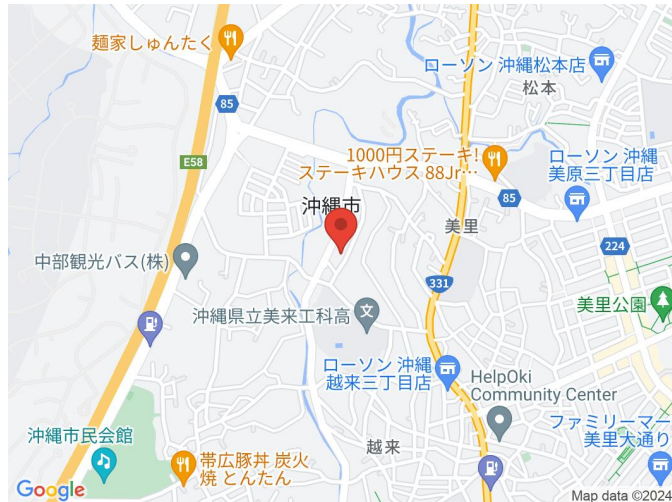 麺家しゅんたく
ローソン 沖縄松本店
松本
85
E58
1000円ステーキ!
ステーキハウス 88Jr…
ローソン 沖縄
美原三丁目店
85
沖縄市
美里
224
中部観光バス(株)
331
美里公園
沖縄県立美来工科高
文
ローソン 沖縄
越来三丁目店
HelpOki
Community Center
沖縄市民会館
越来
ファミリーマー
美里大通り
帯広豚丼 炭火
焼 とんたん
Google
Map data ©2024